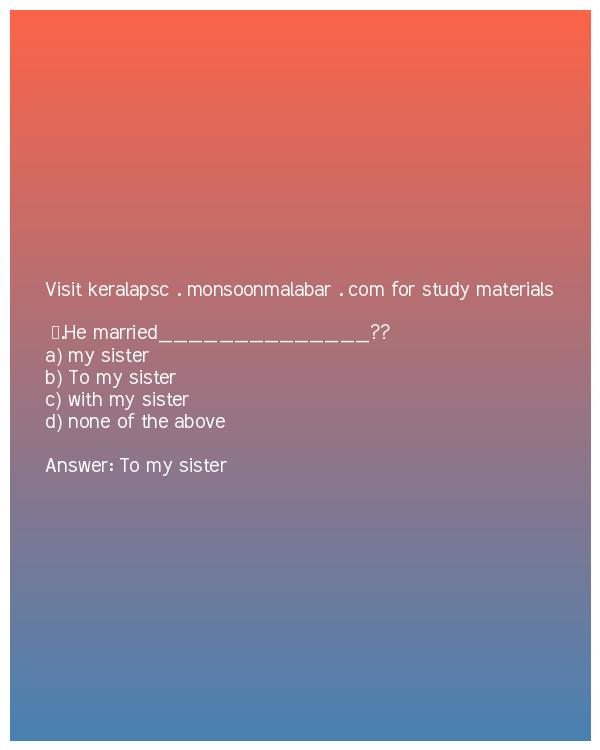 Visit keralapsc . monsoonmalabar . com for study materials
.He married______________??
a) my sister
b) To my sister
c) with my sister
d) none of the above
Answer: To my sister